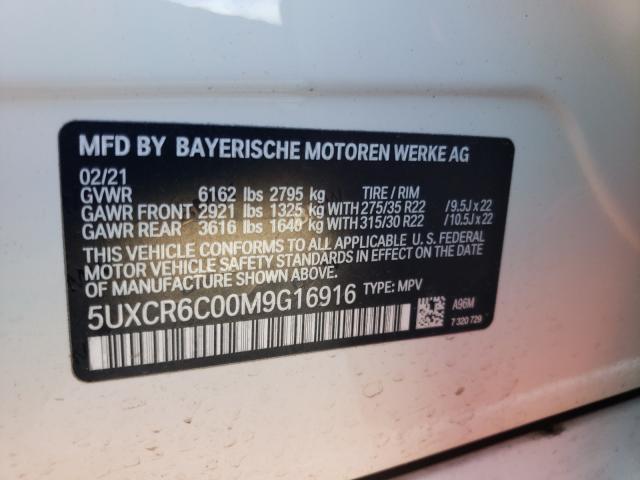 MFD BY BAYERISCHE MOTOREN WERKE AG
02/21
GVWR 6162 lbs 2795 kg TIRE / RIM
GAWR FRONT 2921 lbs 1325 kg WITH 275/35 R22 / 9.5J x 22
GAWR REAR 3616 lbs 1640 kg WITH 315/30 R22 / 10.5J x 22
THIS VEHICLE CONFORMS TO ALL APPLICABLE U. S. FEDERAL
MOTOR VEHICLE SAFETY STANDARDS IN EFFECT ON THE DATE
OF MANUFACTURE SHOWN ABOVE.
5UXCR6C00M9G16916 TYPE: MPV
A96M
7 320 729